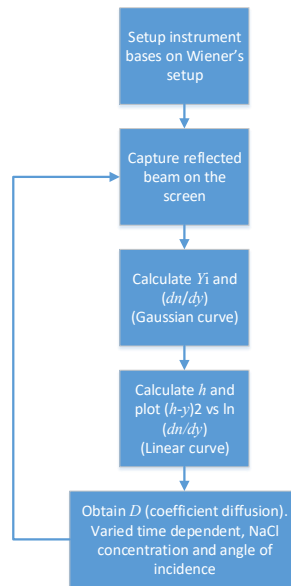 Setup instrument
bases on Wiener's
setup
Capture reflected
beam on the
screen
Calculate Y1 and
(dn/dy)
(Gaussian curve)
Calculate h and
plot (h-y)2 vs ln
(dn/dy)
(Linear curve)
Obtain D (coefficient diffusion).
Varied time dependent, NaCl
concentration and angle of
incidence